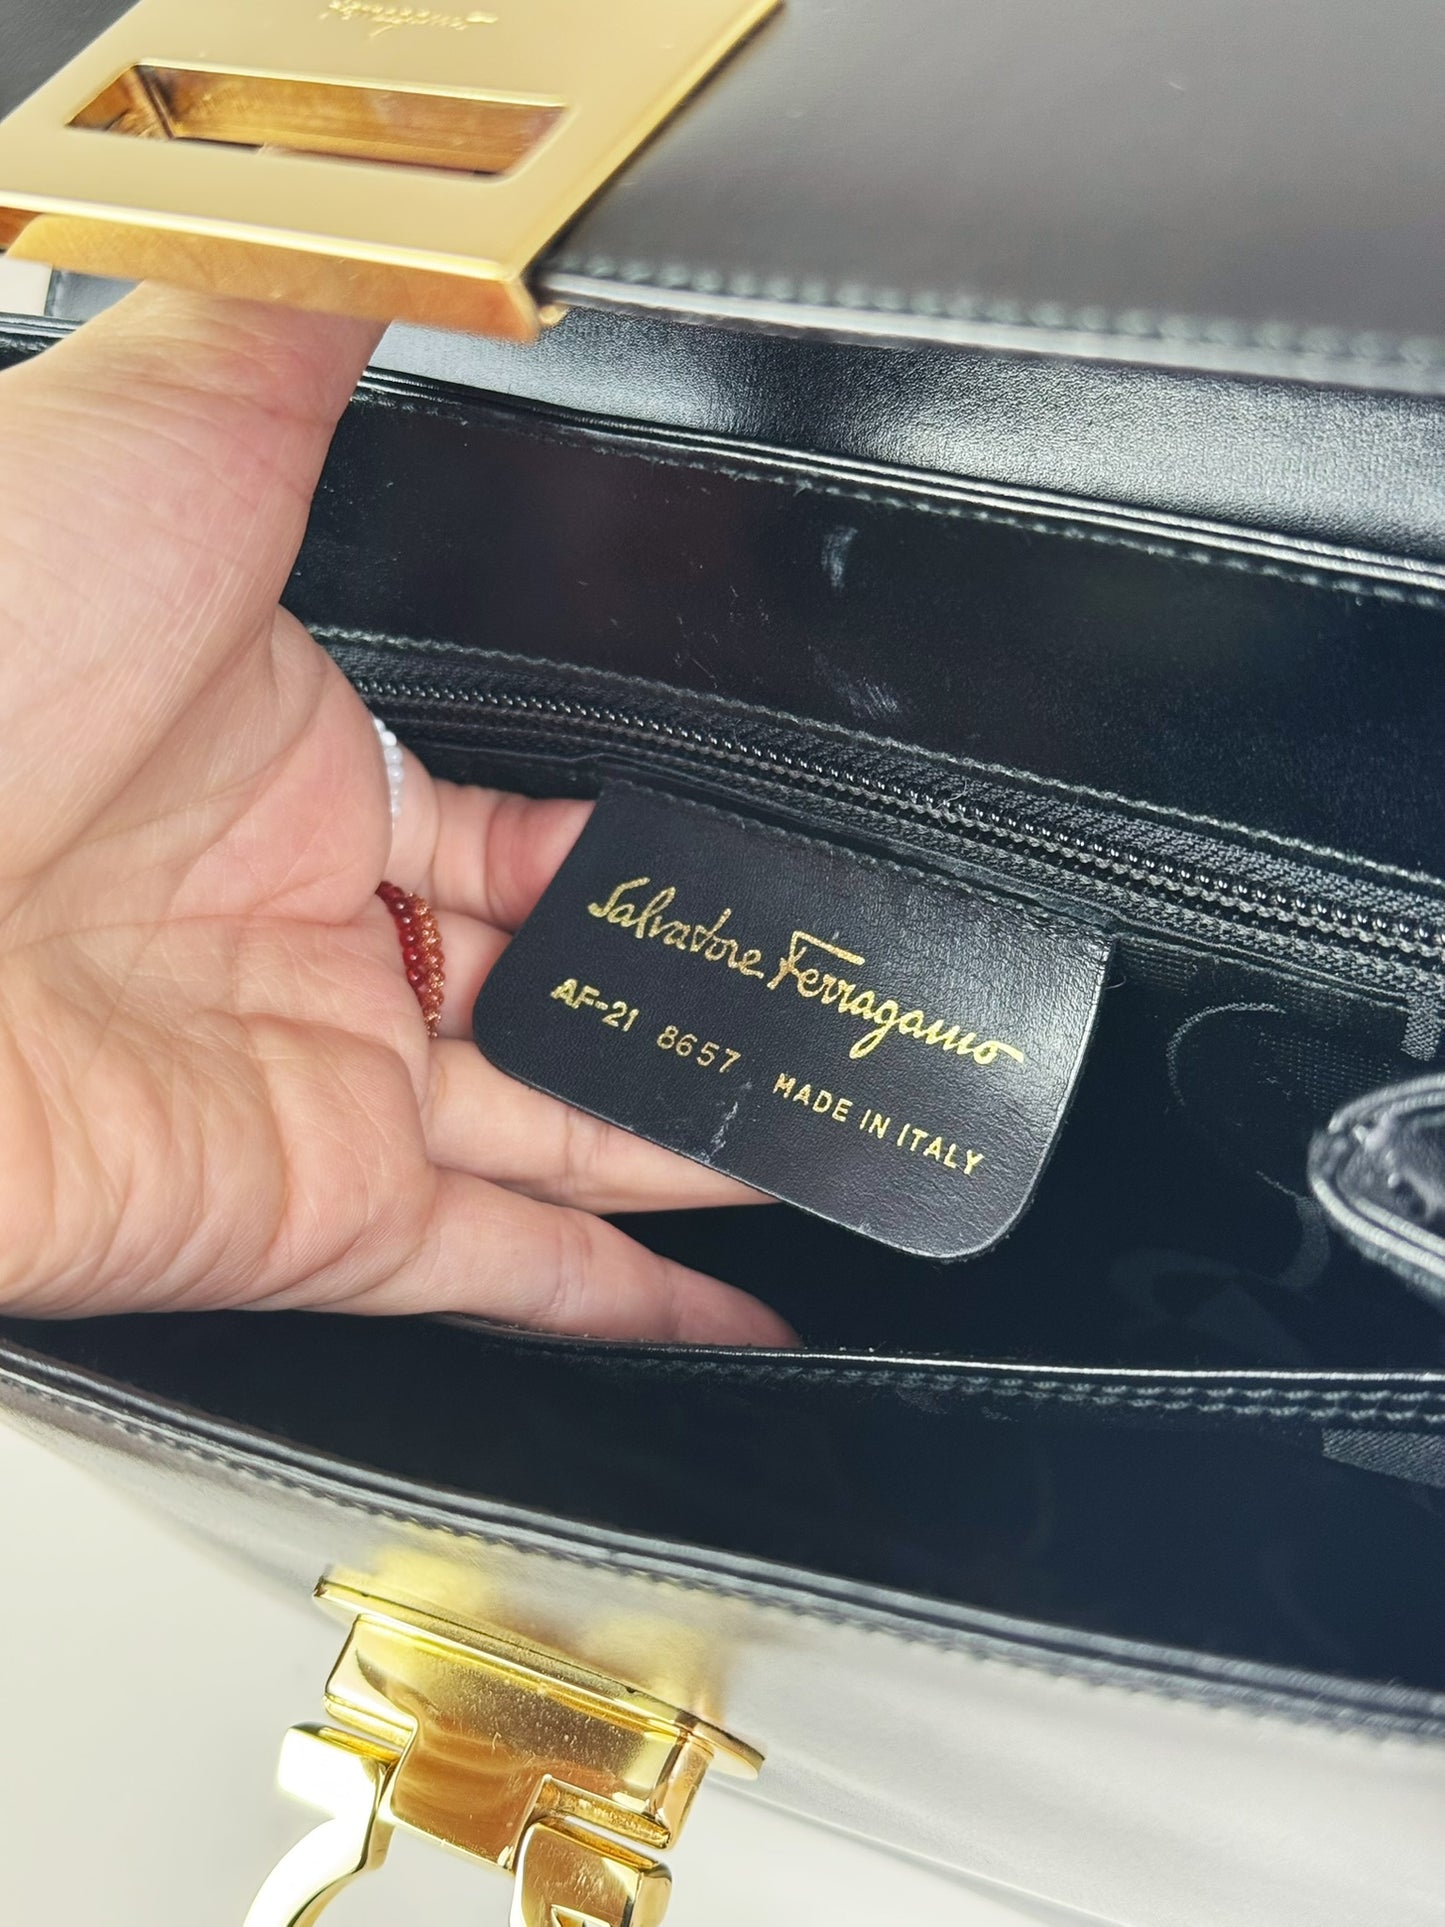 Salvatore Ferragamo
AF-21 8657 MADE IN ITALY